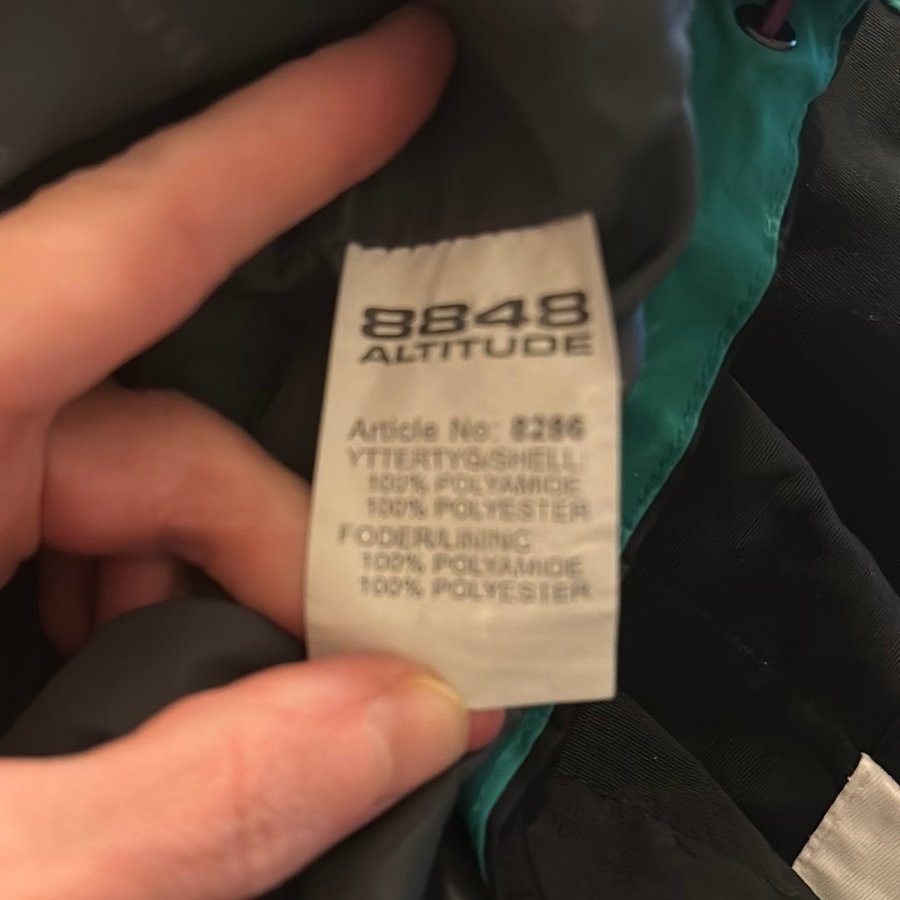 8848
ALTITUDE
Article No: 8286
YTTERTYG/SHELL:
100% POLYAMIDE
100% POLYESTER
FODER/LINING
100% POLYAMIDE
100% POLYESTER